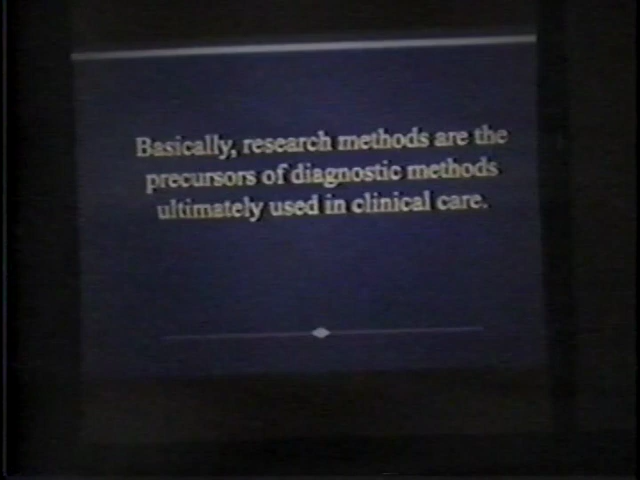 Basically, research methods are the
precursors of diagnostic methods
ultimately used in clinical care.